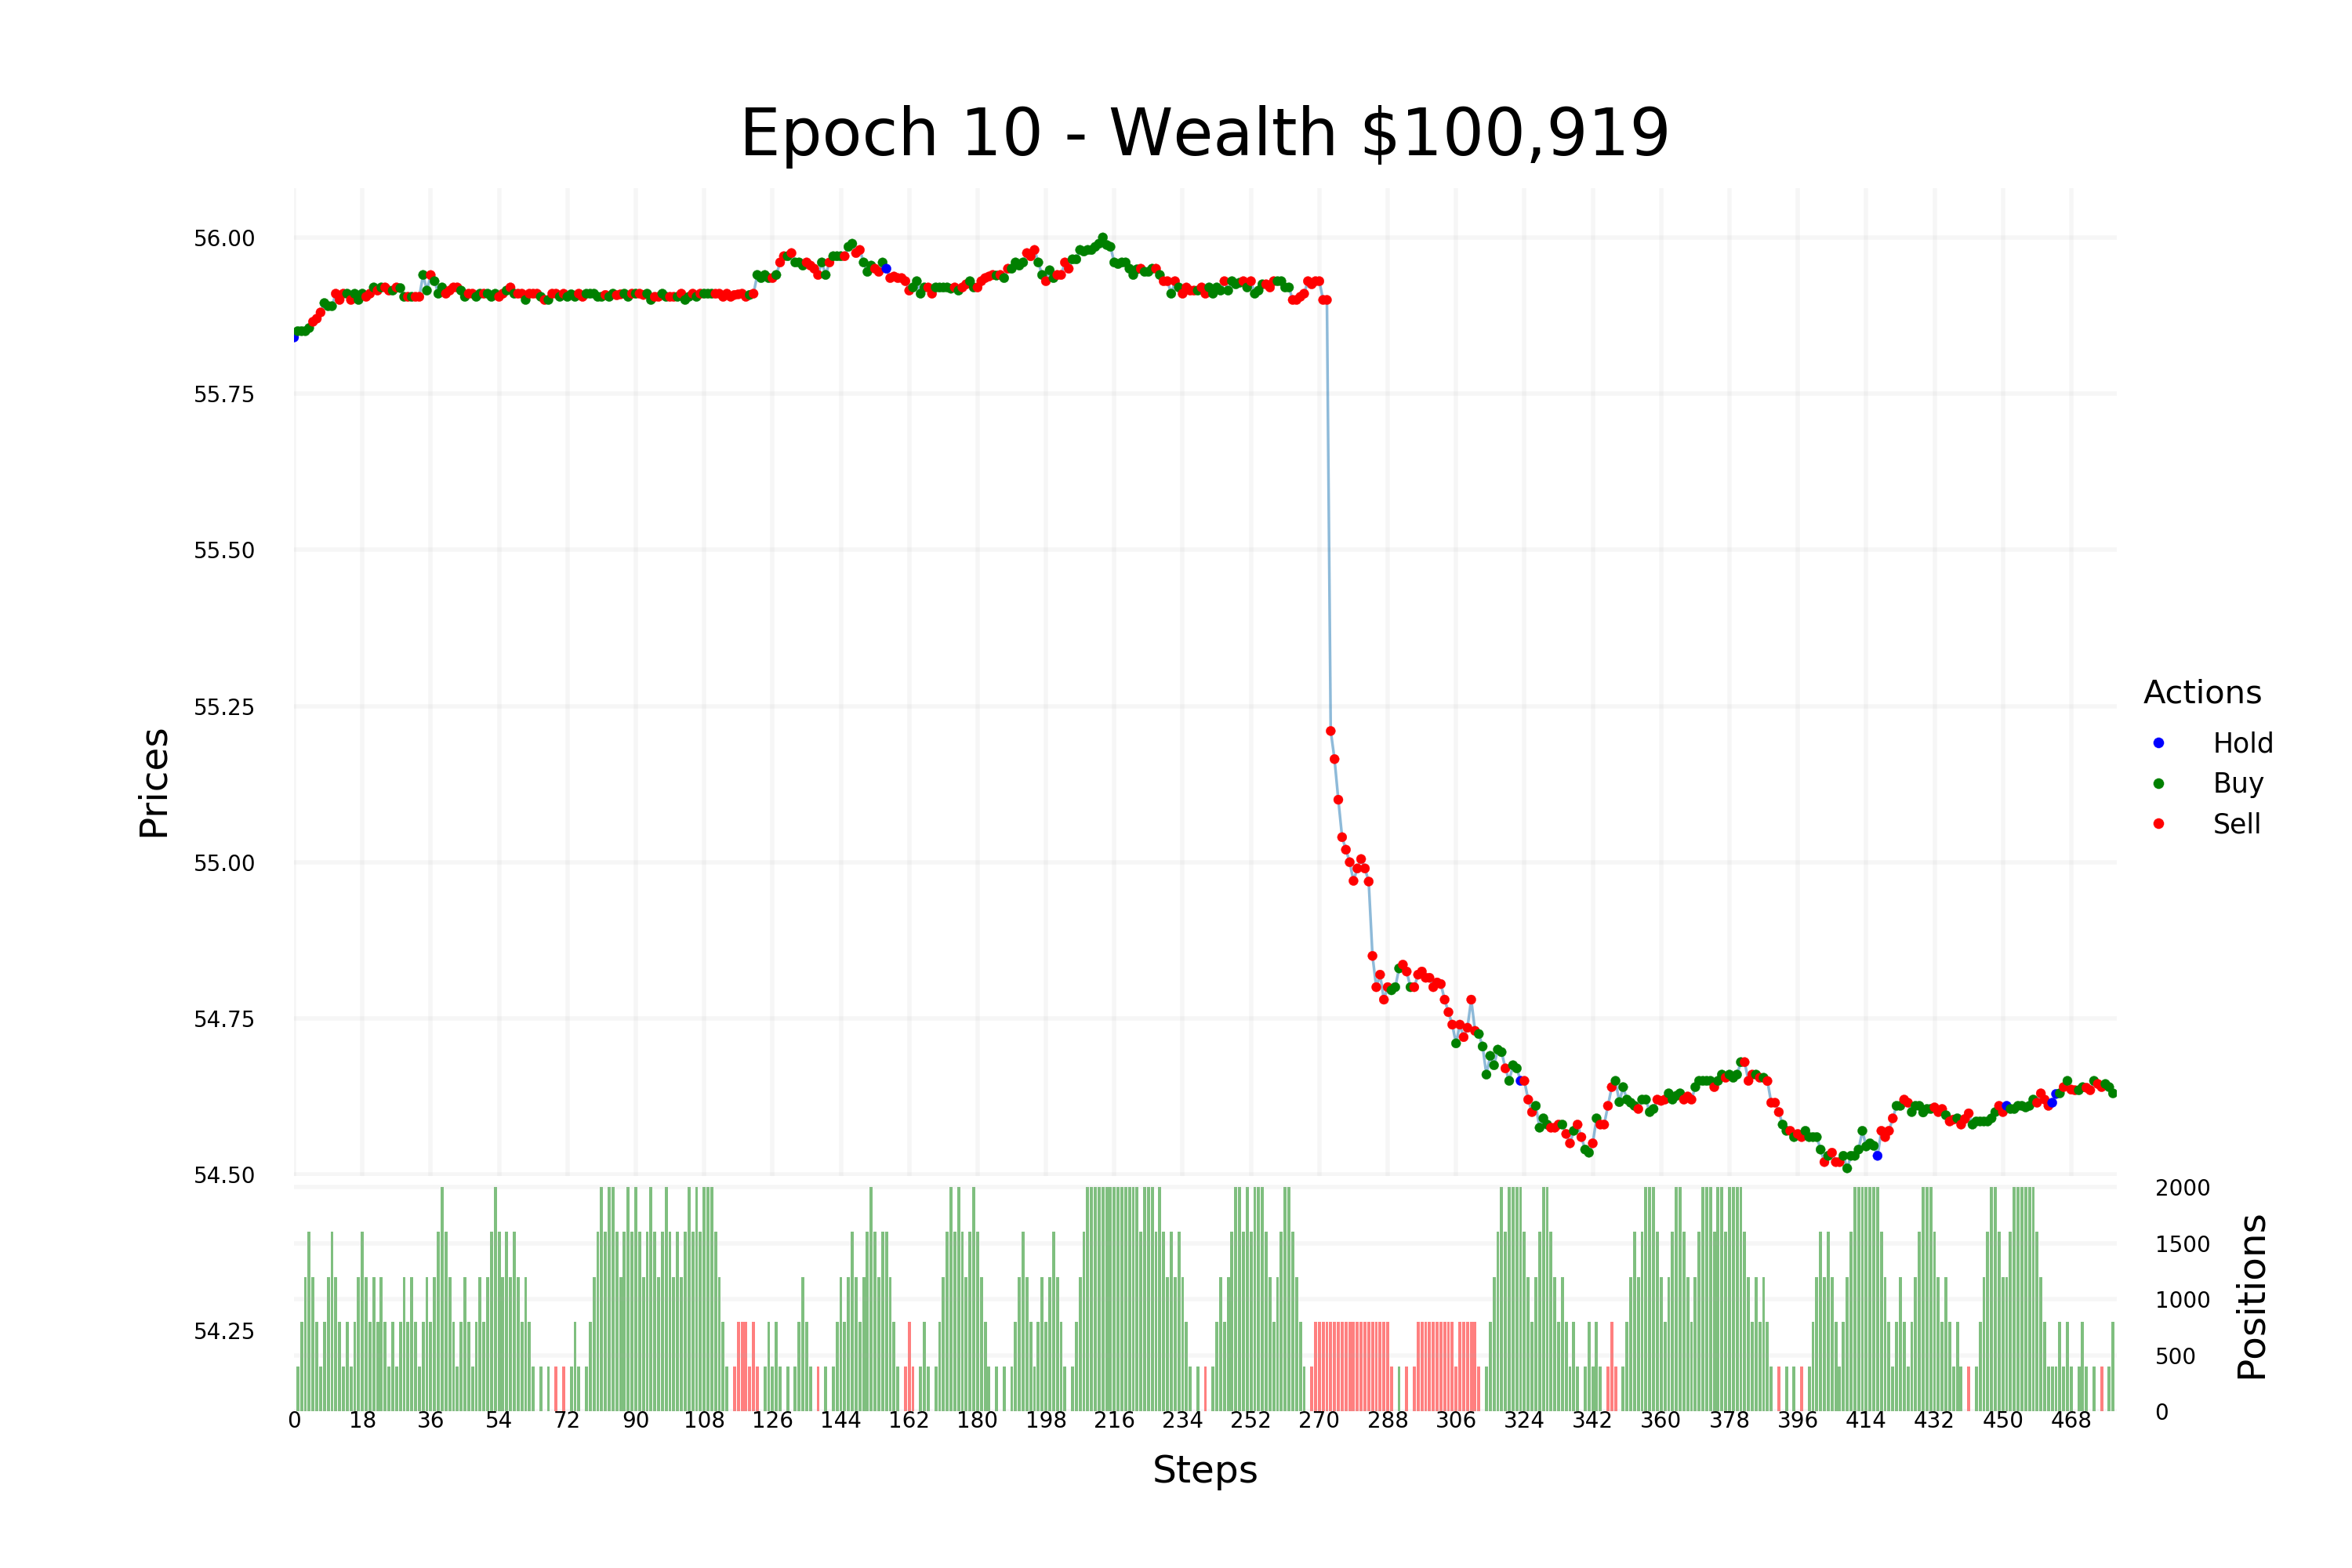 Epoch 10 - Wealth $100,919
56.00
55.75
55.50
55.25
55.00
54.75
54.50
54.25
Prices
Actions
Hold
Buy
Sell
2000
1500
1000
500
0
Positions
0 18 36 54 72 90 108 126 144 162 180 198 216 234 252 270 288 306 324 342 360 378 396 414 432 450 468
Steps